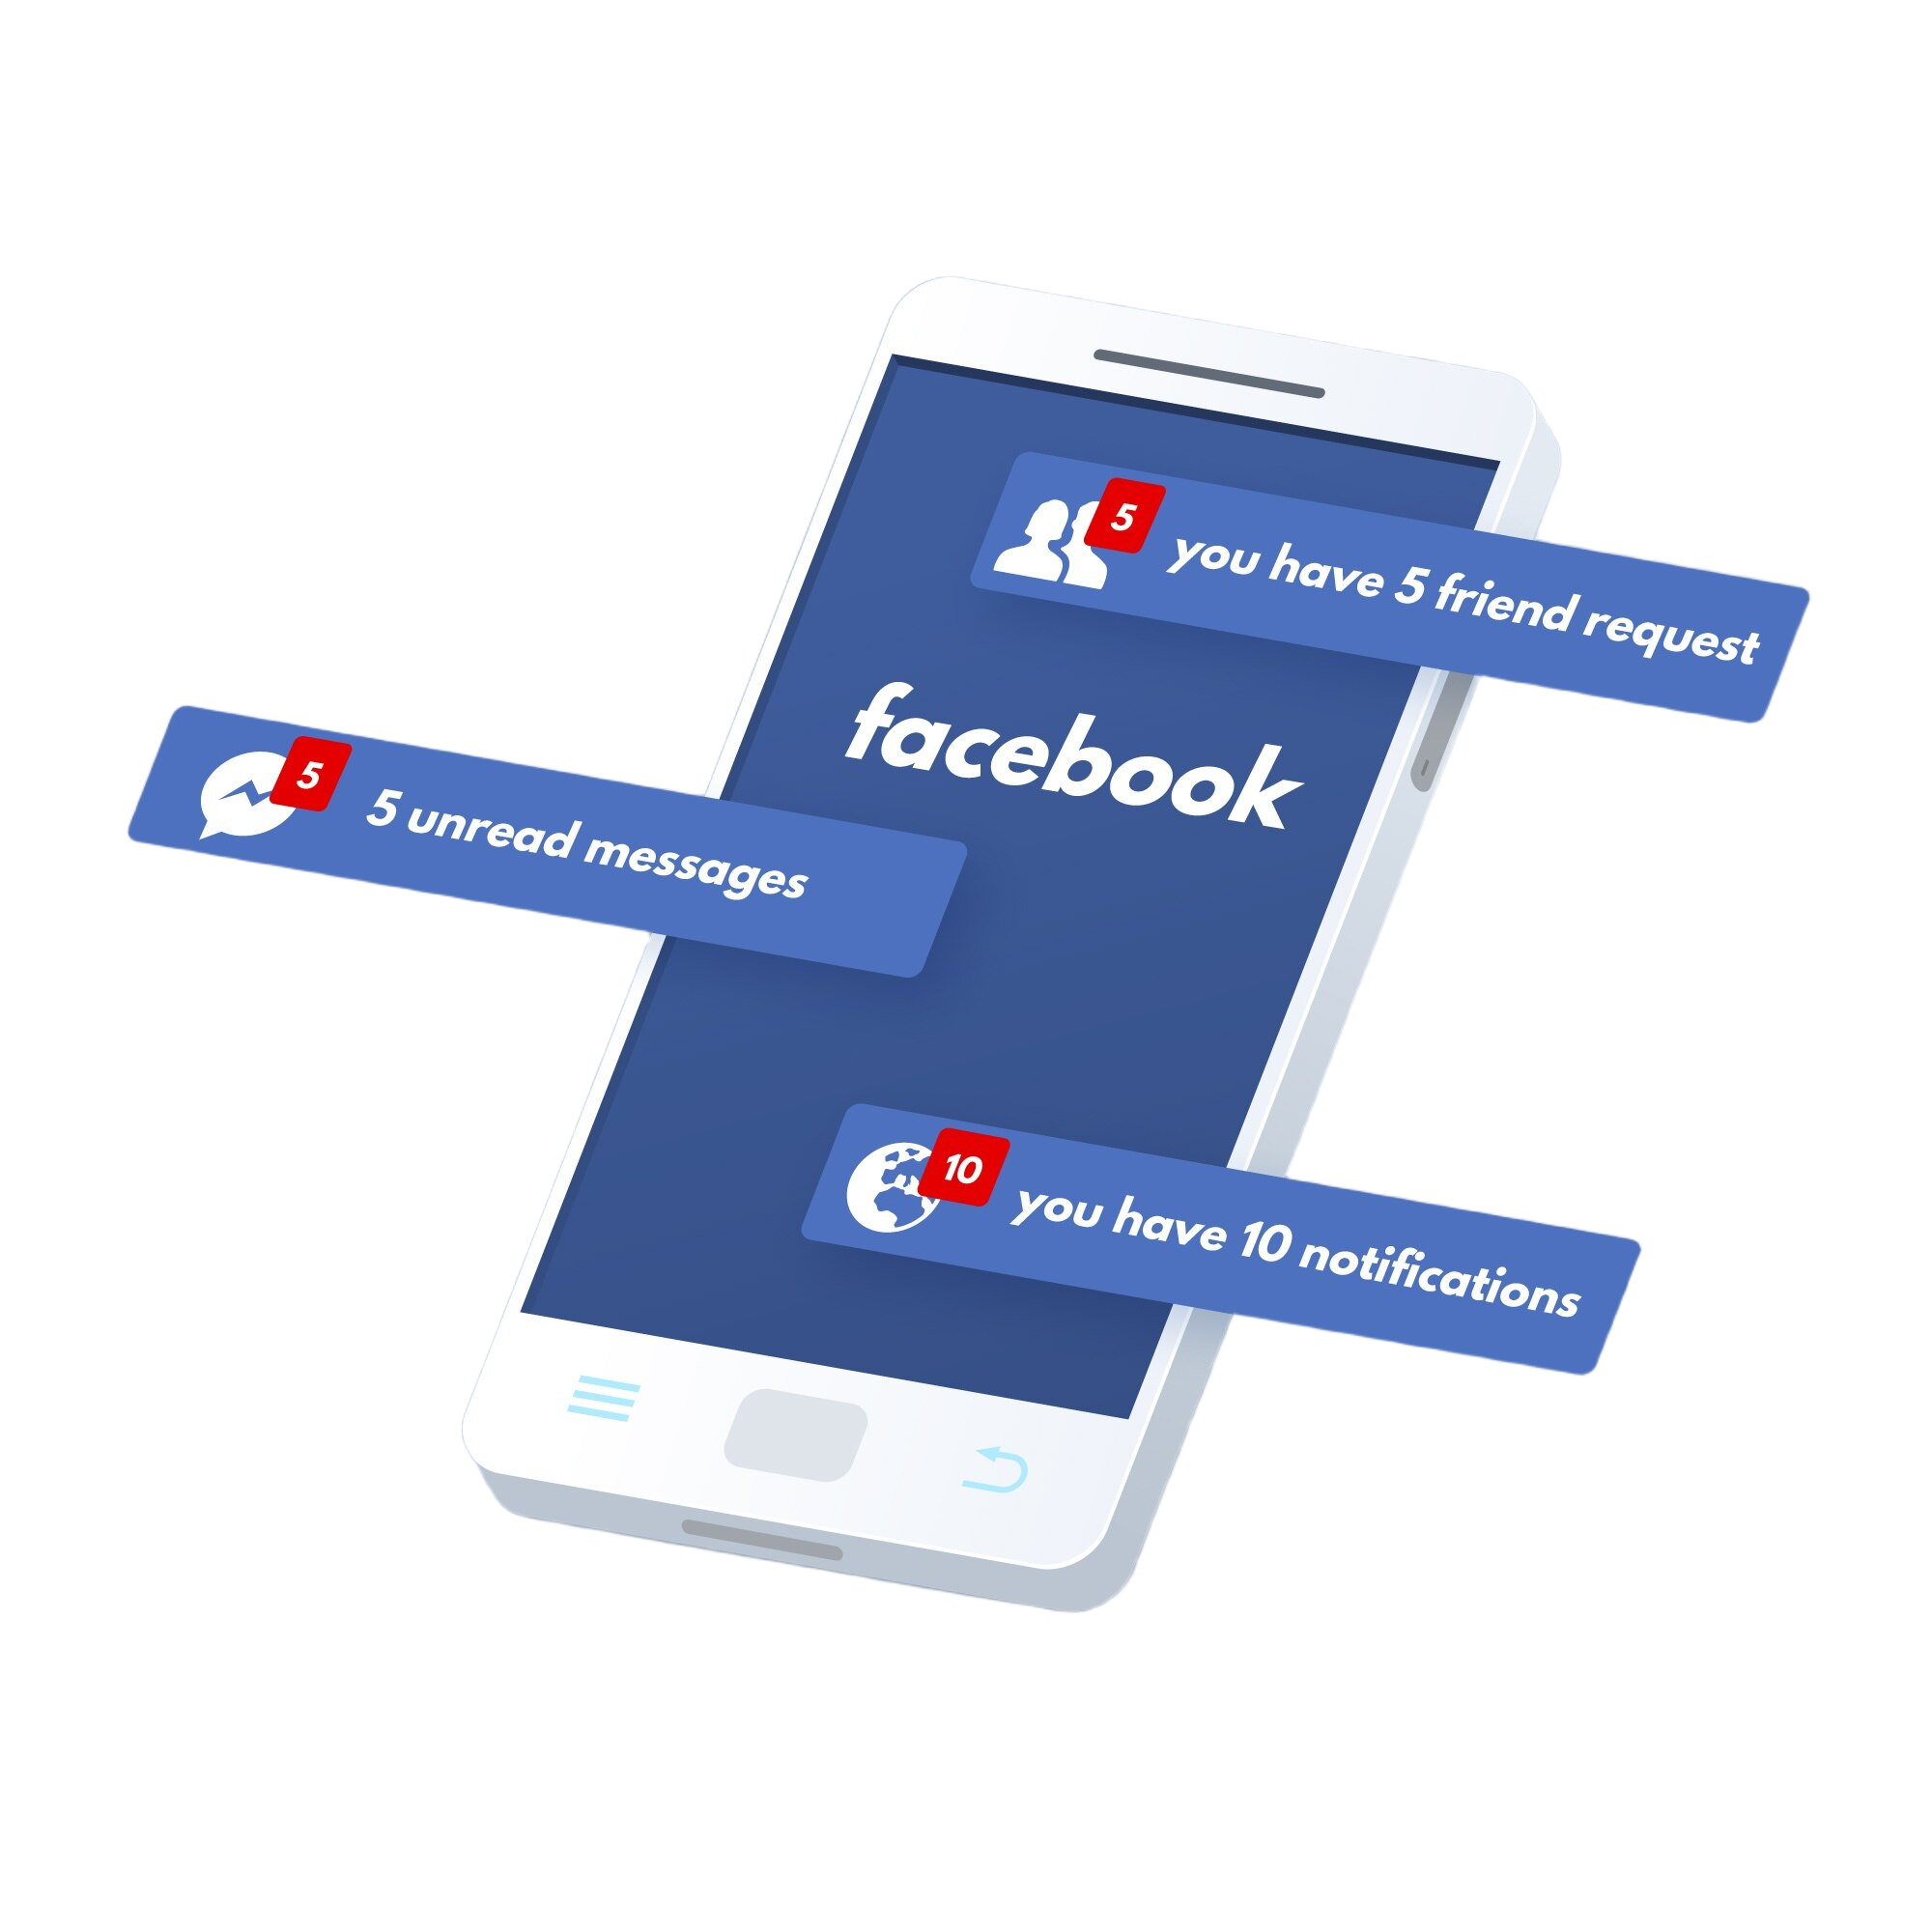 5
you have 5 friend request
facebook
5
5 unread messages
10
you have 10 notifications